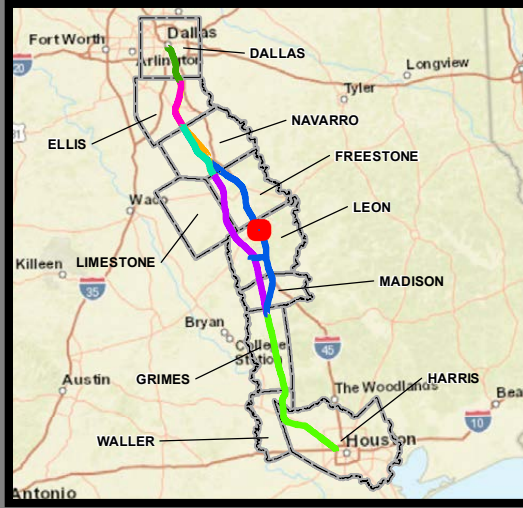 Dallas
Fort Worth
DALLAS
Arlington
Longview
20
Tyler
NAVARRO
ELLIS
FREESTONE
Waco
LEON
LIMESTONE
Killeen
MADISON
35
Bryan
College
Station
45
GRIMES
Austin
The Woodlands
HARRIS
Bea
10
WALLER
Houston
Antonio